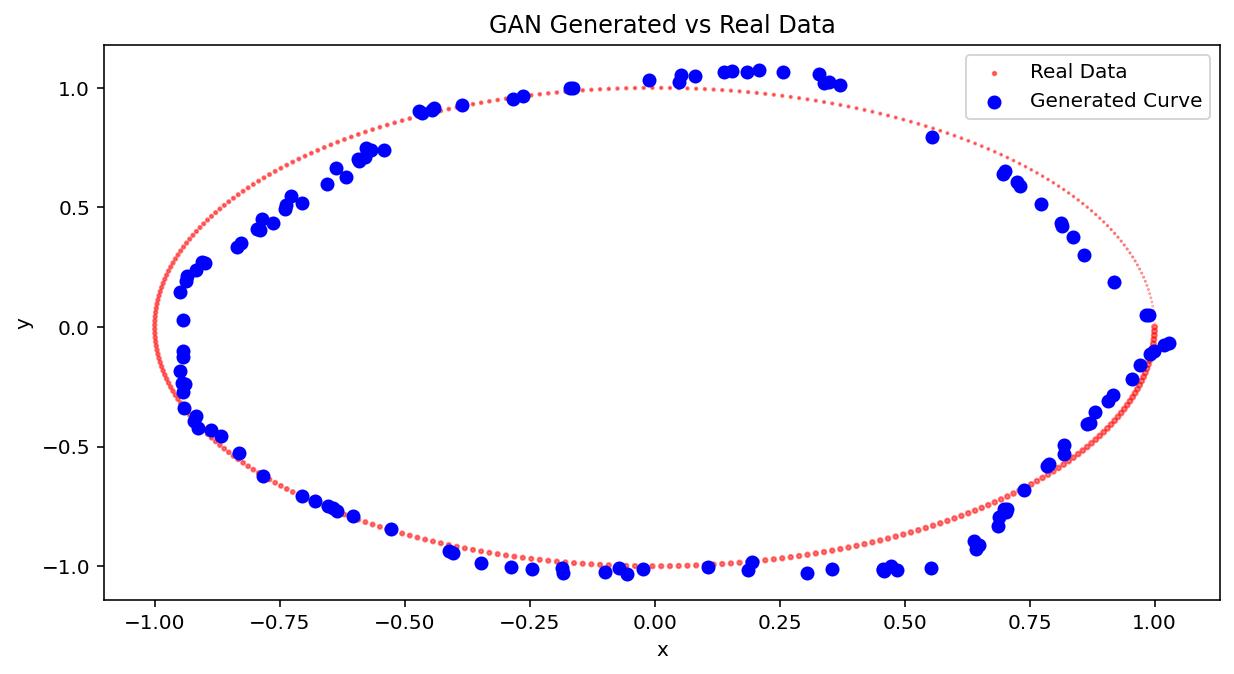 GAN Generated vs Real Data
Real Data
Generated Curve
1.0
0.5
0.0
−0.5
−1.0
y
−1.00 −0.75 −0.50 −0.25 0.00 0.25 0.50 0.75 1.00
x